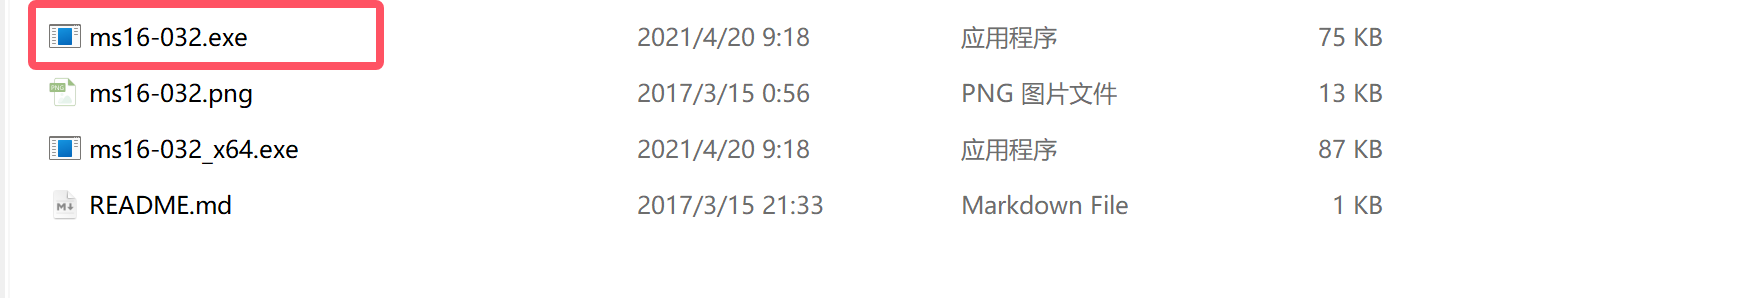 ms16-032.exe 2021/4/20 9:18 应用程序 75 KB
PNG ms16-032.png 2017/3/15 0:56 PNG 图片文件 13 KB
ms16-032_x64.exe 2021/4/20 9:18 应用程序 87 KB
M↓ README.md 2017/3/15 21:33 Markdown File 1 KB